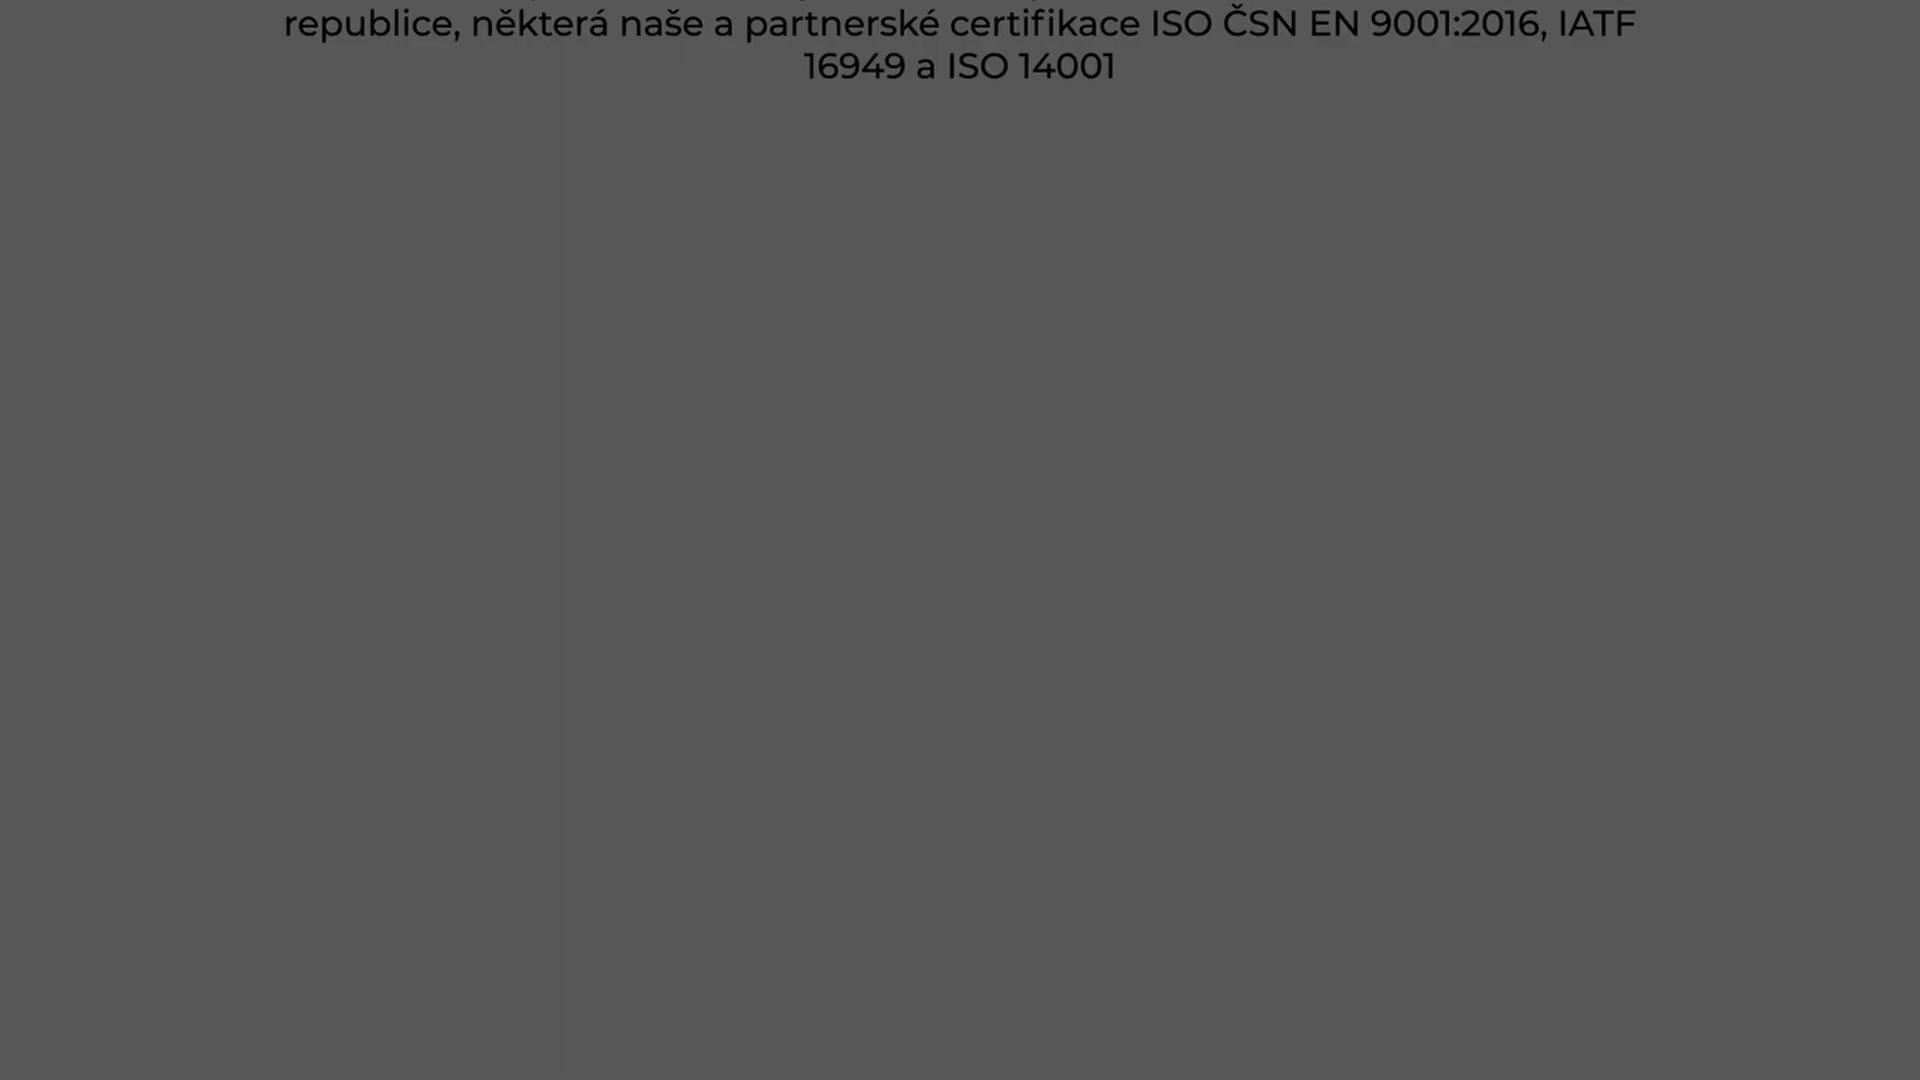 republice, některá naše a partnerské certifikace ISO ČSN EN 9001:2016, IATF
16949 a ISO 14001